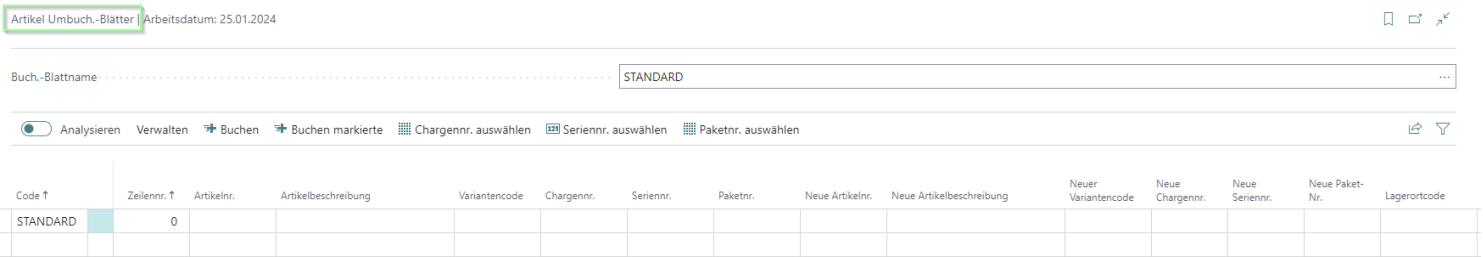 Artikel Umbuch.-Blätter | Arbeitsdatum: 25.01.2024
Buch.-Blattname STANDARD
Analysieren Verwalten Buchen Buchen markierte Chargennr. auswählen 123 Seriennr. auswählen Paketnr. auswählen
Code ↑ Zeilennr. ↑ Artikelnr. Artikelbeschreibung Variantencode Chargennr. Seriennr. Paketnr. Neue Artikelnr. Neue Artikelbeschreibung Neuer Variantencode Neue Chargennr. Neue Seriennr. Neue Paket-Nr. Lagerortcode
STANDARD 0